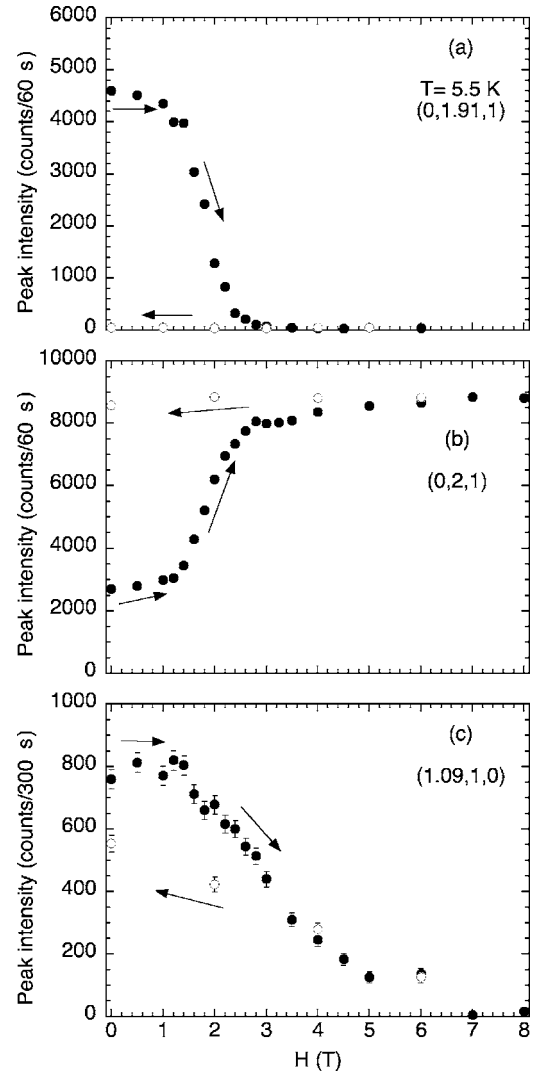 6000
5000
4000
3000
2000
1000
0
Peak intensity (counts/60 s)
(a)
T= 5.5 K
(0,1.91,1)
10000
8000
6000
4000
2000
0
Peak intensity (counts/60 s)
(b)
(0,2,1)
1000
800
600
400
200
0
Peak intensity (counts/300 s)
(c)
(1.09,1,0)
0 1 2 3 4 5 6 7 8
H (T)